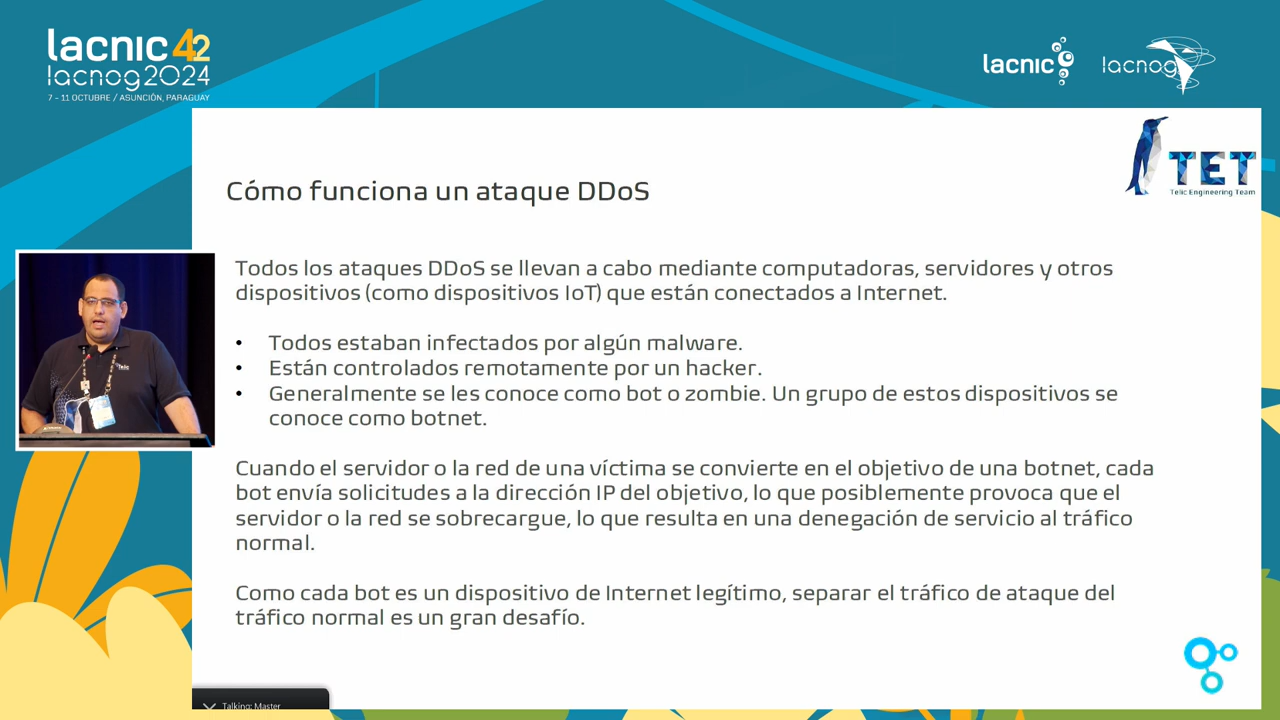 lacnic 42
lacnog2024
7 - 11 OCTUBRE / ASUNCIÓN, PARAGUAY
lacnic
lacnog
TET
Telic Engineering Team
Cómo funciona un ataque DDoS
Todos los ataques DDoS se llevan a cabo mediante computadoras, servidores y otros
dispositivos (como dispositivos IoT) que están conectados a Internet.
• Todos estaban infectados por algún malware.
• Están controlados remotamente por un hacker.
• Generalmente se les conoce como bot o zombie. Un grupo de estos dispositivos se
conoce como botnet.
Cuando el servidor o la red de una víctima se convierte en el objetivo de una botnet, cada
bot envía solicitudes a la dirección IP del objetivo, lo que posiblemente provoca que el
servidor o la red se sobrecargue, lo que resulta en una denegación de servicio al tráfico
normal.
Como cada bot es un dispositivo de Internet legítimo, separar el tráfico de ataque del
tráfico normal es un gran desafío.
Talking: Master
Telic